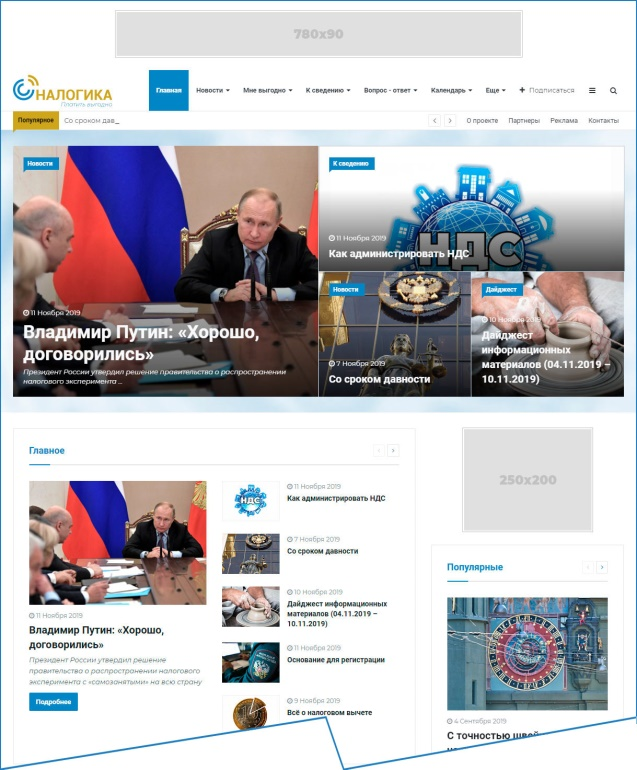 780x90
НАЛОГИКА
Платить выгодно
Главная Новости Мне выгодно К сведению Вопрос - ответ Календарь Еще + Подписаться
Популярное Со сроком дав_ О проекте Партнеры Реклама Контакты
Новости
11 Ноября 2019
Владимир Путин: «Хорошо,
договорились»
Президент России утвердил решение правительства о распространении
налогового эксперимента ...
К сведению
НДС
11 Ноября 2019
Как администрировать НДС
Новости
7 Ноября 2019
Со сроком давности
Дайджест
10 Ноября 2019
Дайджест
информационных
материалов (04.11.2019 –
10.11.2019)
Главное
11 Ноября 2019
Владимир Путин: «Хорошо,
договорились»
Президент России утвердил решение
правительства о распространении налогового
эксперимента с «самозанятыми» на всю страну
Подробнее
НДС
11 Ноября 2019
Как администрировать НДС
7 Ноября 2019
Со сроком давности
10 Ноября 2019
Дайджест информационных
материалов (04.11.2019 –
10.11.2019)
11 Ноября 2019
Основание для регистрации
9 Ноября 2019
Всё о налоговом вычете
250x200
Популярные
4 Сентября 2019
С точностью